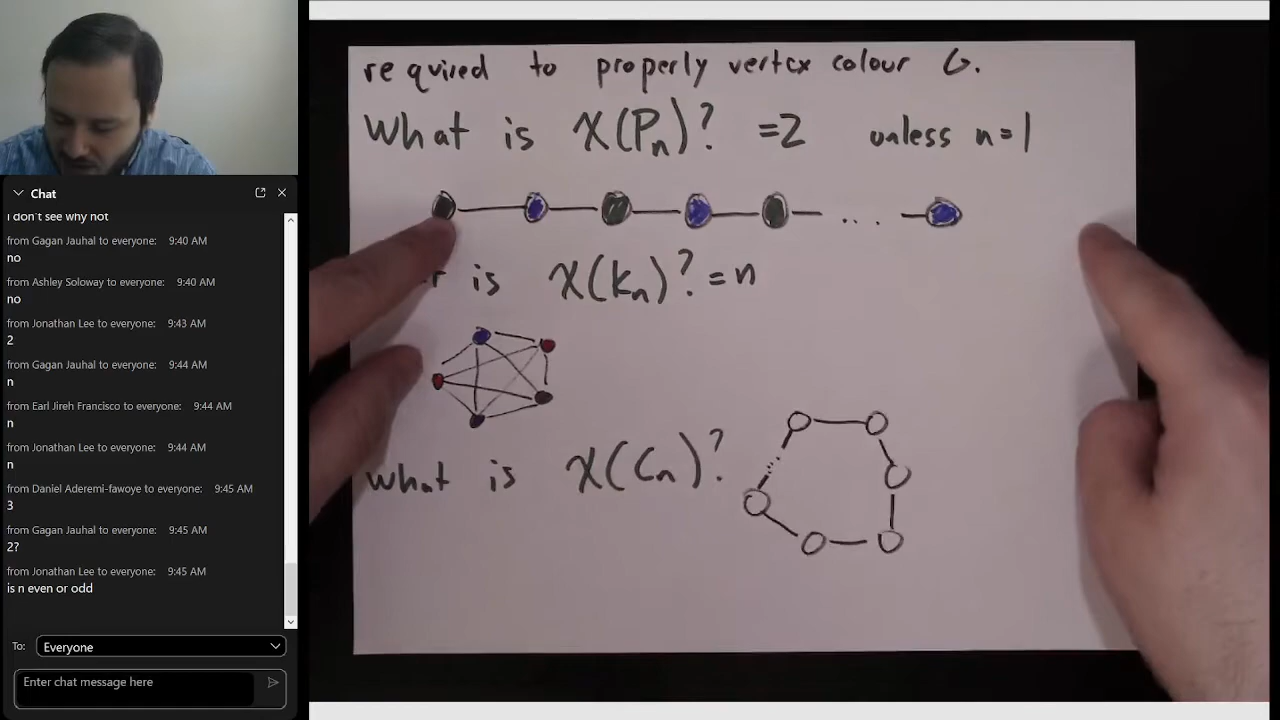 Chat
I don't see why not
from Gagan Jauhal to everyone: 9:40 AM
no
from Ashley Soloway to everyone: 9:40 AM
no
from Jonathan Lee to everyone: 9:43 AM
2
from Gagan Jauhal to everyone: 9:44 AM
n
from Earl Jireh Francisco to everyone: 9:44 AM
n
from Jonathan Lee to everyone: 9:44 AM
n
from Daniel Aderemi-fawoye to everyone: 9:45 AM
3
from Gagan Jauhal to everyone: 9:45 AM
2?
from Jonathan Lee to everyone: 9:45 AM
is n even or odd
To: Everyone
Enter chat message here
required to properly vertex colour G.
What is χ(Pₙ)? =2 unless n=1
is χ(Kₙ)? = n
What is χ(Cₙ)?